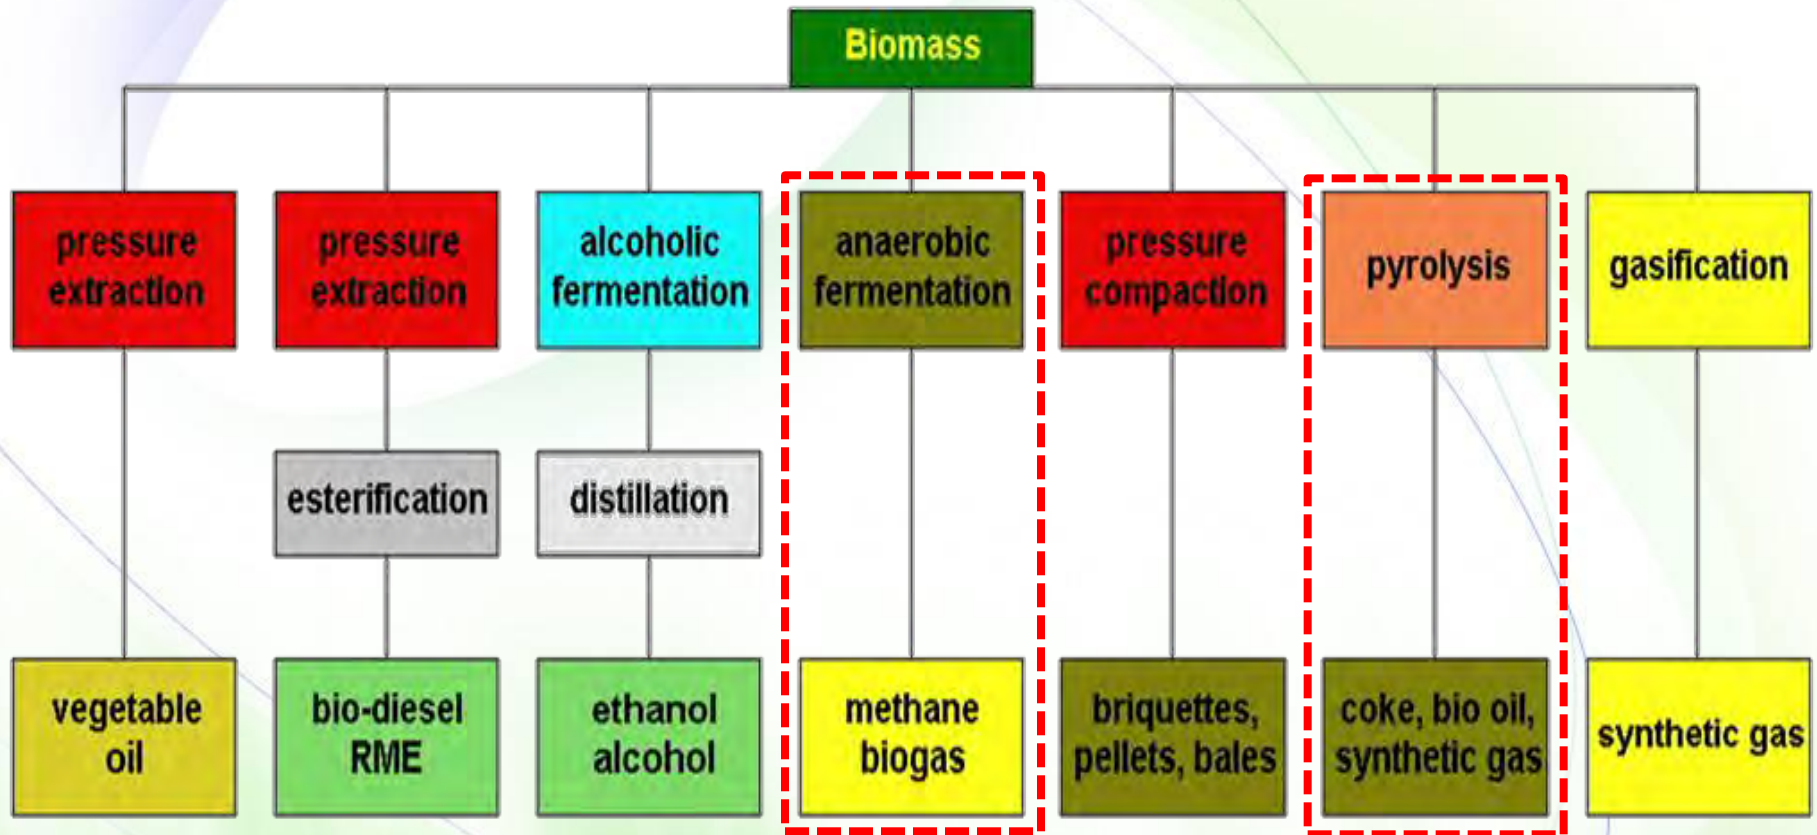 Biomass
pressure
extraction
pressure
extraction
alcoholic
fermentation
anaerobic
fermentation
pressure
compaction
pyrolysis
gasification
esterification
distillation
vegetable
oil
bio-diesel
RME
ethanol
alcohol
methane
biogas
briquettes,
pellets, bales
coke, bio oil,
synthetic gas
synthetic gas